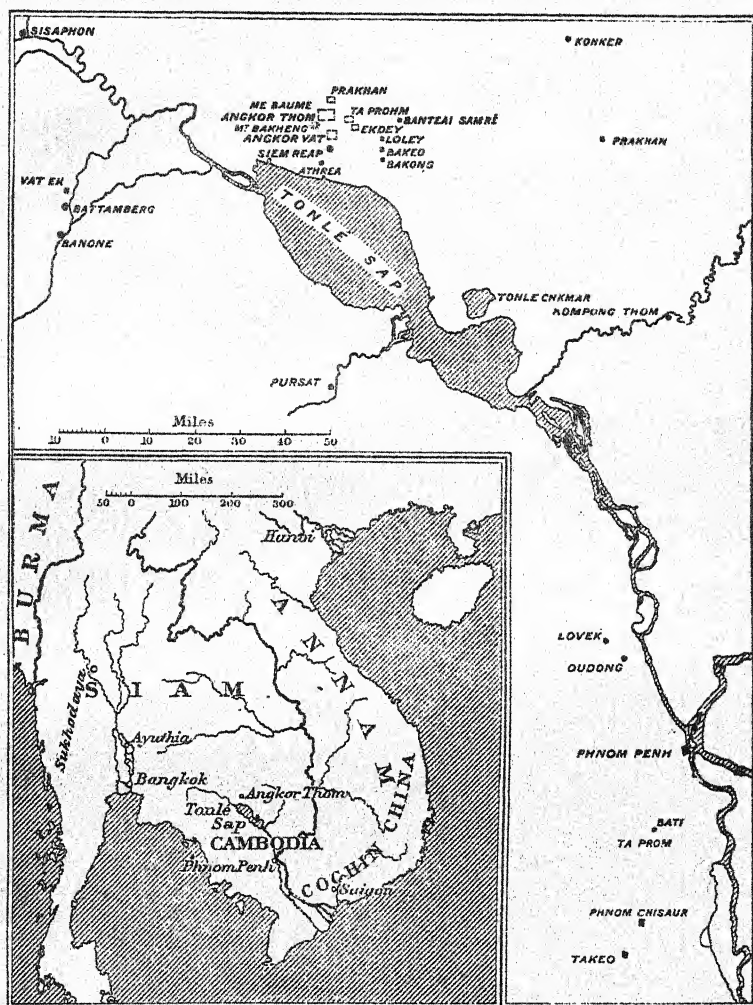 SISAPHON
KOHKER
PRAKHAN
ME BAUME
ANGKOR THOM
TA PROHM
BANTEAI SAMRÉ
MT BAKHENG
EKDEY
ANGKOR VAT
LOLEY
PRAKHAN
SIEM REAP
BAKEO
ATHREA
BAKONG
VAT EK
BATTAMBERG
BANONE
TONLE SAP
TONLE CHKMAR
KOMPONG THOM
PURSAT
Miles
10 0 10 20 30 40 50
Miles
50 0 100 200 300
BURMA
Hanoi
ANNAM
SIAM
Sukhodaya
Ayuthia
Bangkok
Angkor Thom
Tonle
Sap
CAMBODIA
Phnom Penh
COCHIN CHINA
Saigon
LOVEK
OUDONG
PHNOM PENH
BATI
TA PROM
PHNOM CHISAUR
TAKEO